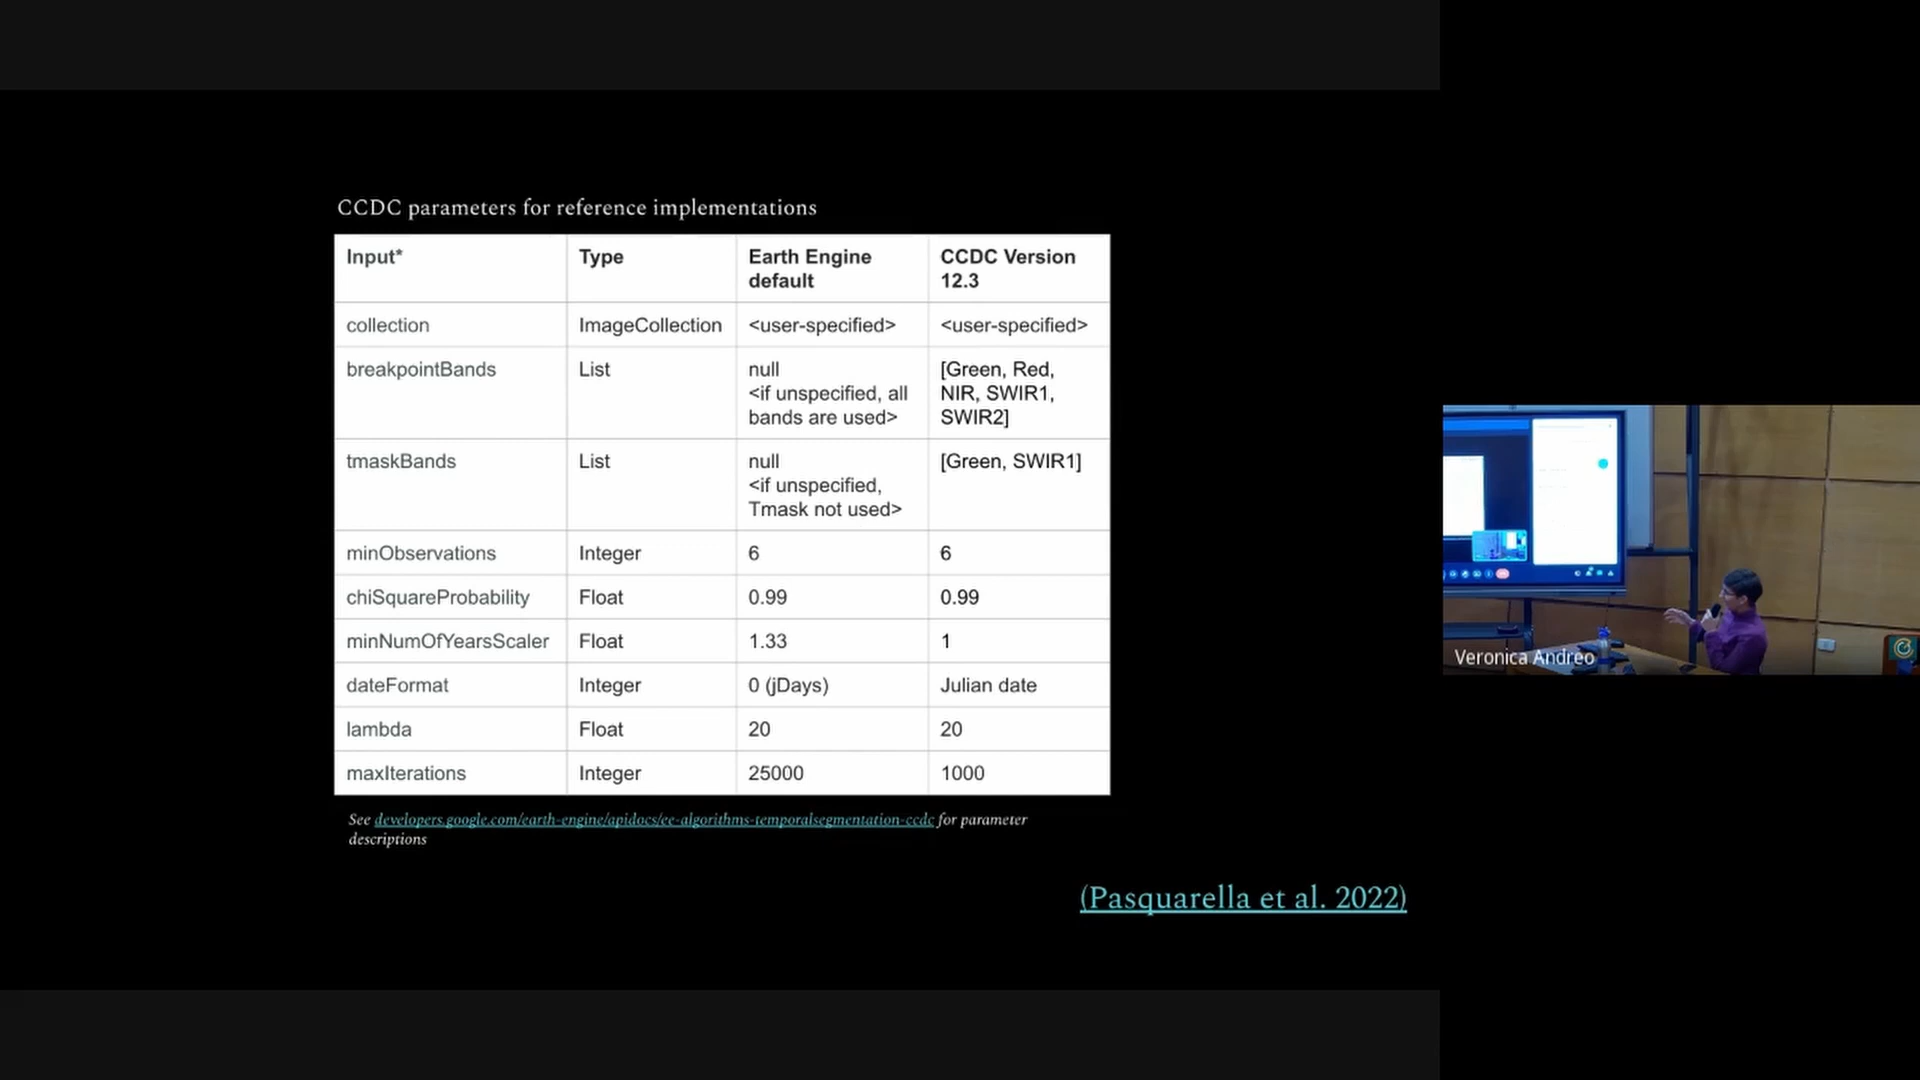 CCDC parameters for reference implementations
Input* Type Earth Engine default CCDC Version 12.3
collection ImageCollection <user-specified> <user-specified>
breakpointBands List null <if unspecified, all bands are used> [Green, Red, NIR, SWIR1, SWIR2]
tmaskBands List null <if unspecified, Tmask not used> [Green, SWIR1]
minObservations Integer 6 6
chiSquareProbability Float 0.99 0.99
minNumOfYearsScaler Float 1.33 1
dateFormat Integer 0 (jDays) Julian date
lambda Float 20 20
maxIterations Integer 25000 1000
See developers.google.com/earth-engine/apidocs/ee-algorithms-temporalsegmentation-ccdc for parameter
descriptions
(Pasquarella et al. 2022)
Veronica Andreo